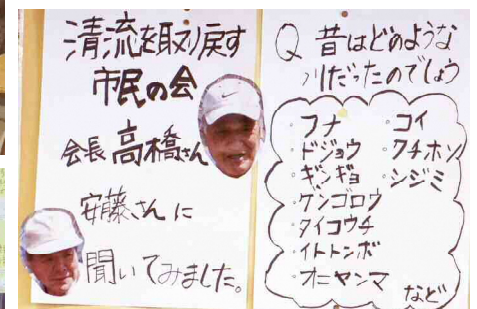 清流を取り戻す
市民の会
会長 高橋さん
安藤さんに
聞いてみました。
Q 昔はどのような
川だったのでしょう
・フナ ・コイ
・ドジョウ ・クチホソ
・ギンギョ ・シジミ
・ゲンゴロウ
・タイコウチ
・イトトンボ
・オニヤンマ
など